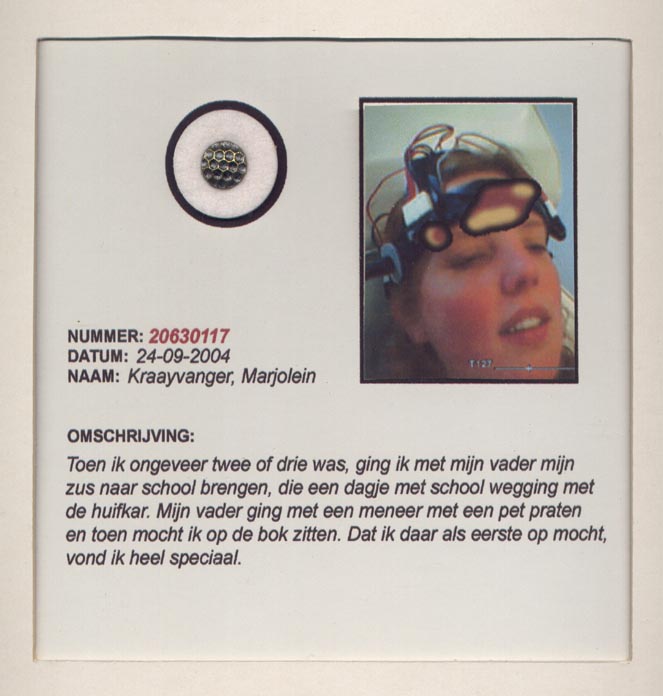 T 127
NUMMER: 20630117
DATUM: 24-09-2004
NAAM: Kraayvanger, Marjolein
OMSCHRIJVING:
Toen ik ongeveer twee of drie was, ging ik met mijn vader mijn
zus naar school brengen, die een dagje met school wegging met
de huifkar. Mijn vader ging met een meneer met een pet praten
en toen mocht ik op de bok zitten. Dat ik daar als eerste op mocht,
vond ik heel speciaal.